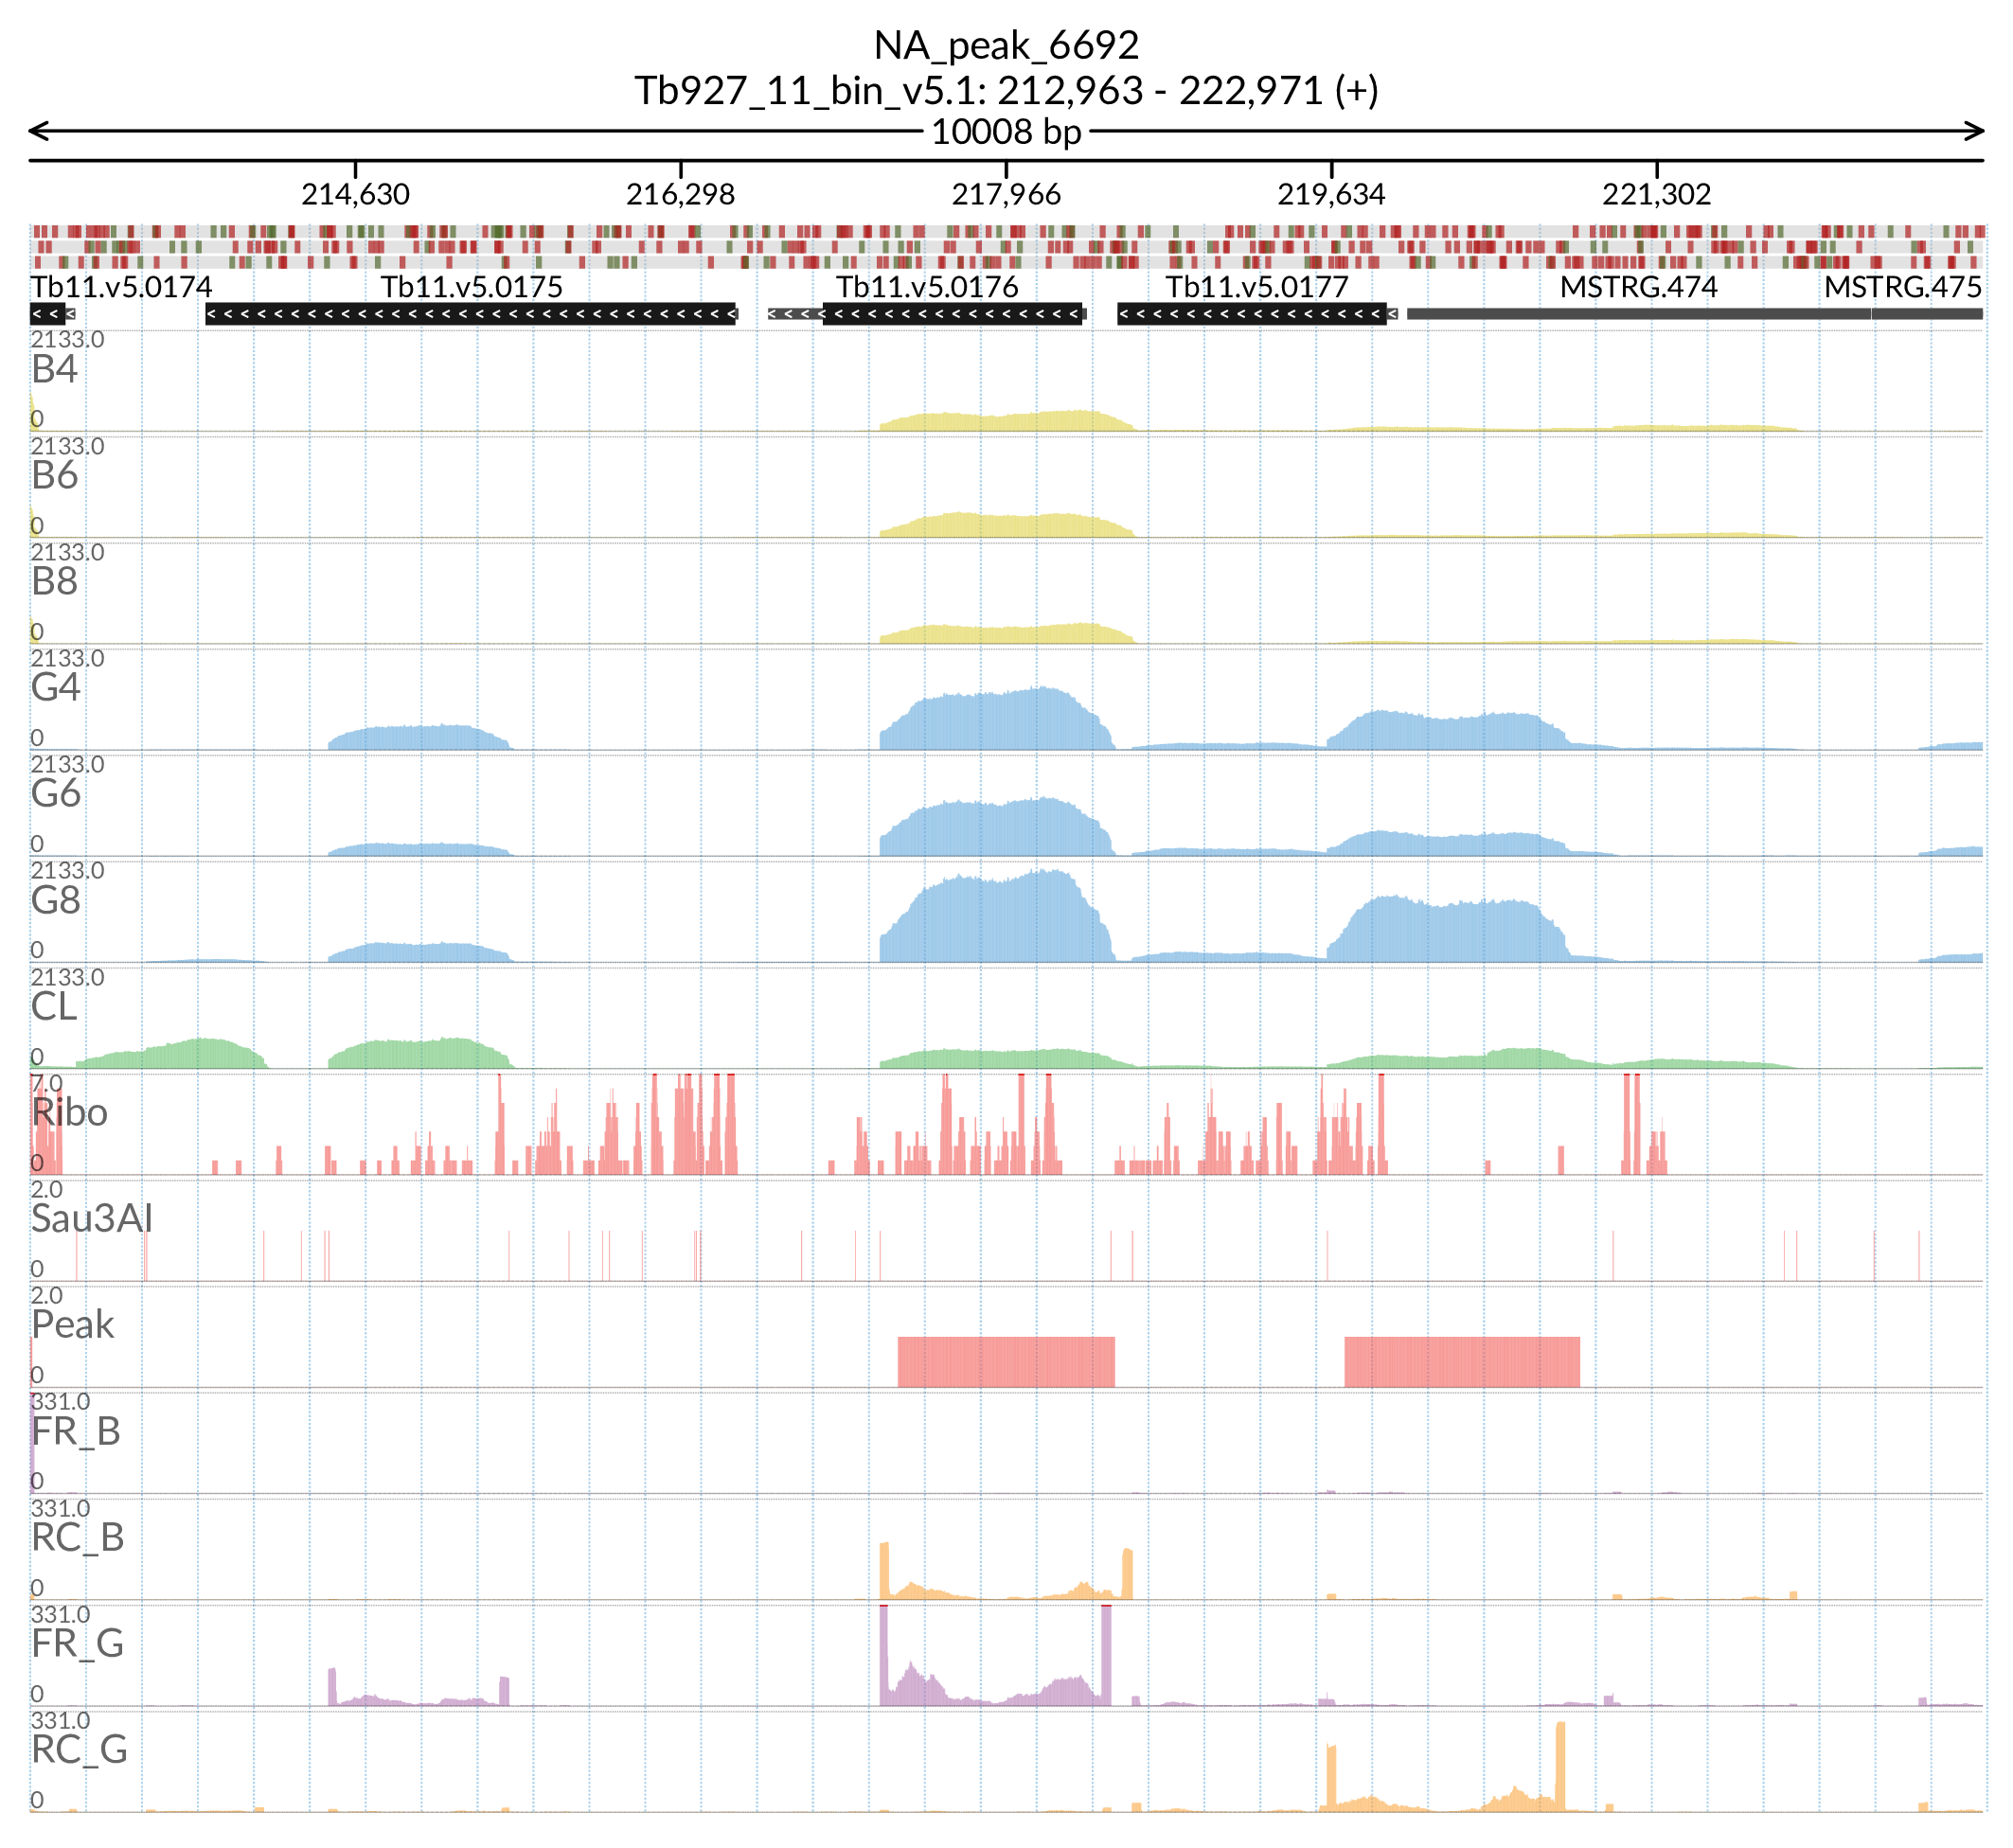 NA_peak_6692
Tb927_11_bin_v5.1: 212,963 - 222,971 (+)
10008 bp
214,630 216,298 217,966 219,634 221,302
Tb11.v5.0174 Tb11.v5.0175 Tb11.v5.0176 Tb11.v5.0177 MSTRG.474 MSTRG.475
2133.0
B4
0
2133.0
B6
0
2133.0
B8
0
2133.0
G4
0
2133.0
G6
0
2133.0
G8
0
2133.0
CL
0
7.0
Ribo
0
2.0
Sau3AI
0
2.0
Peak
0
331.0
FR_B
0
331.0
RC_B
0
331.0
FR_G
0
331.0
RC_G
0